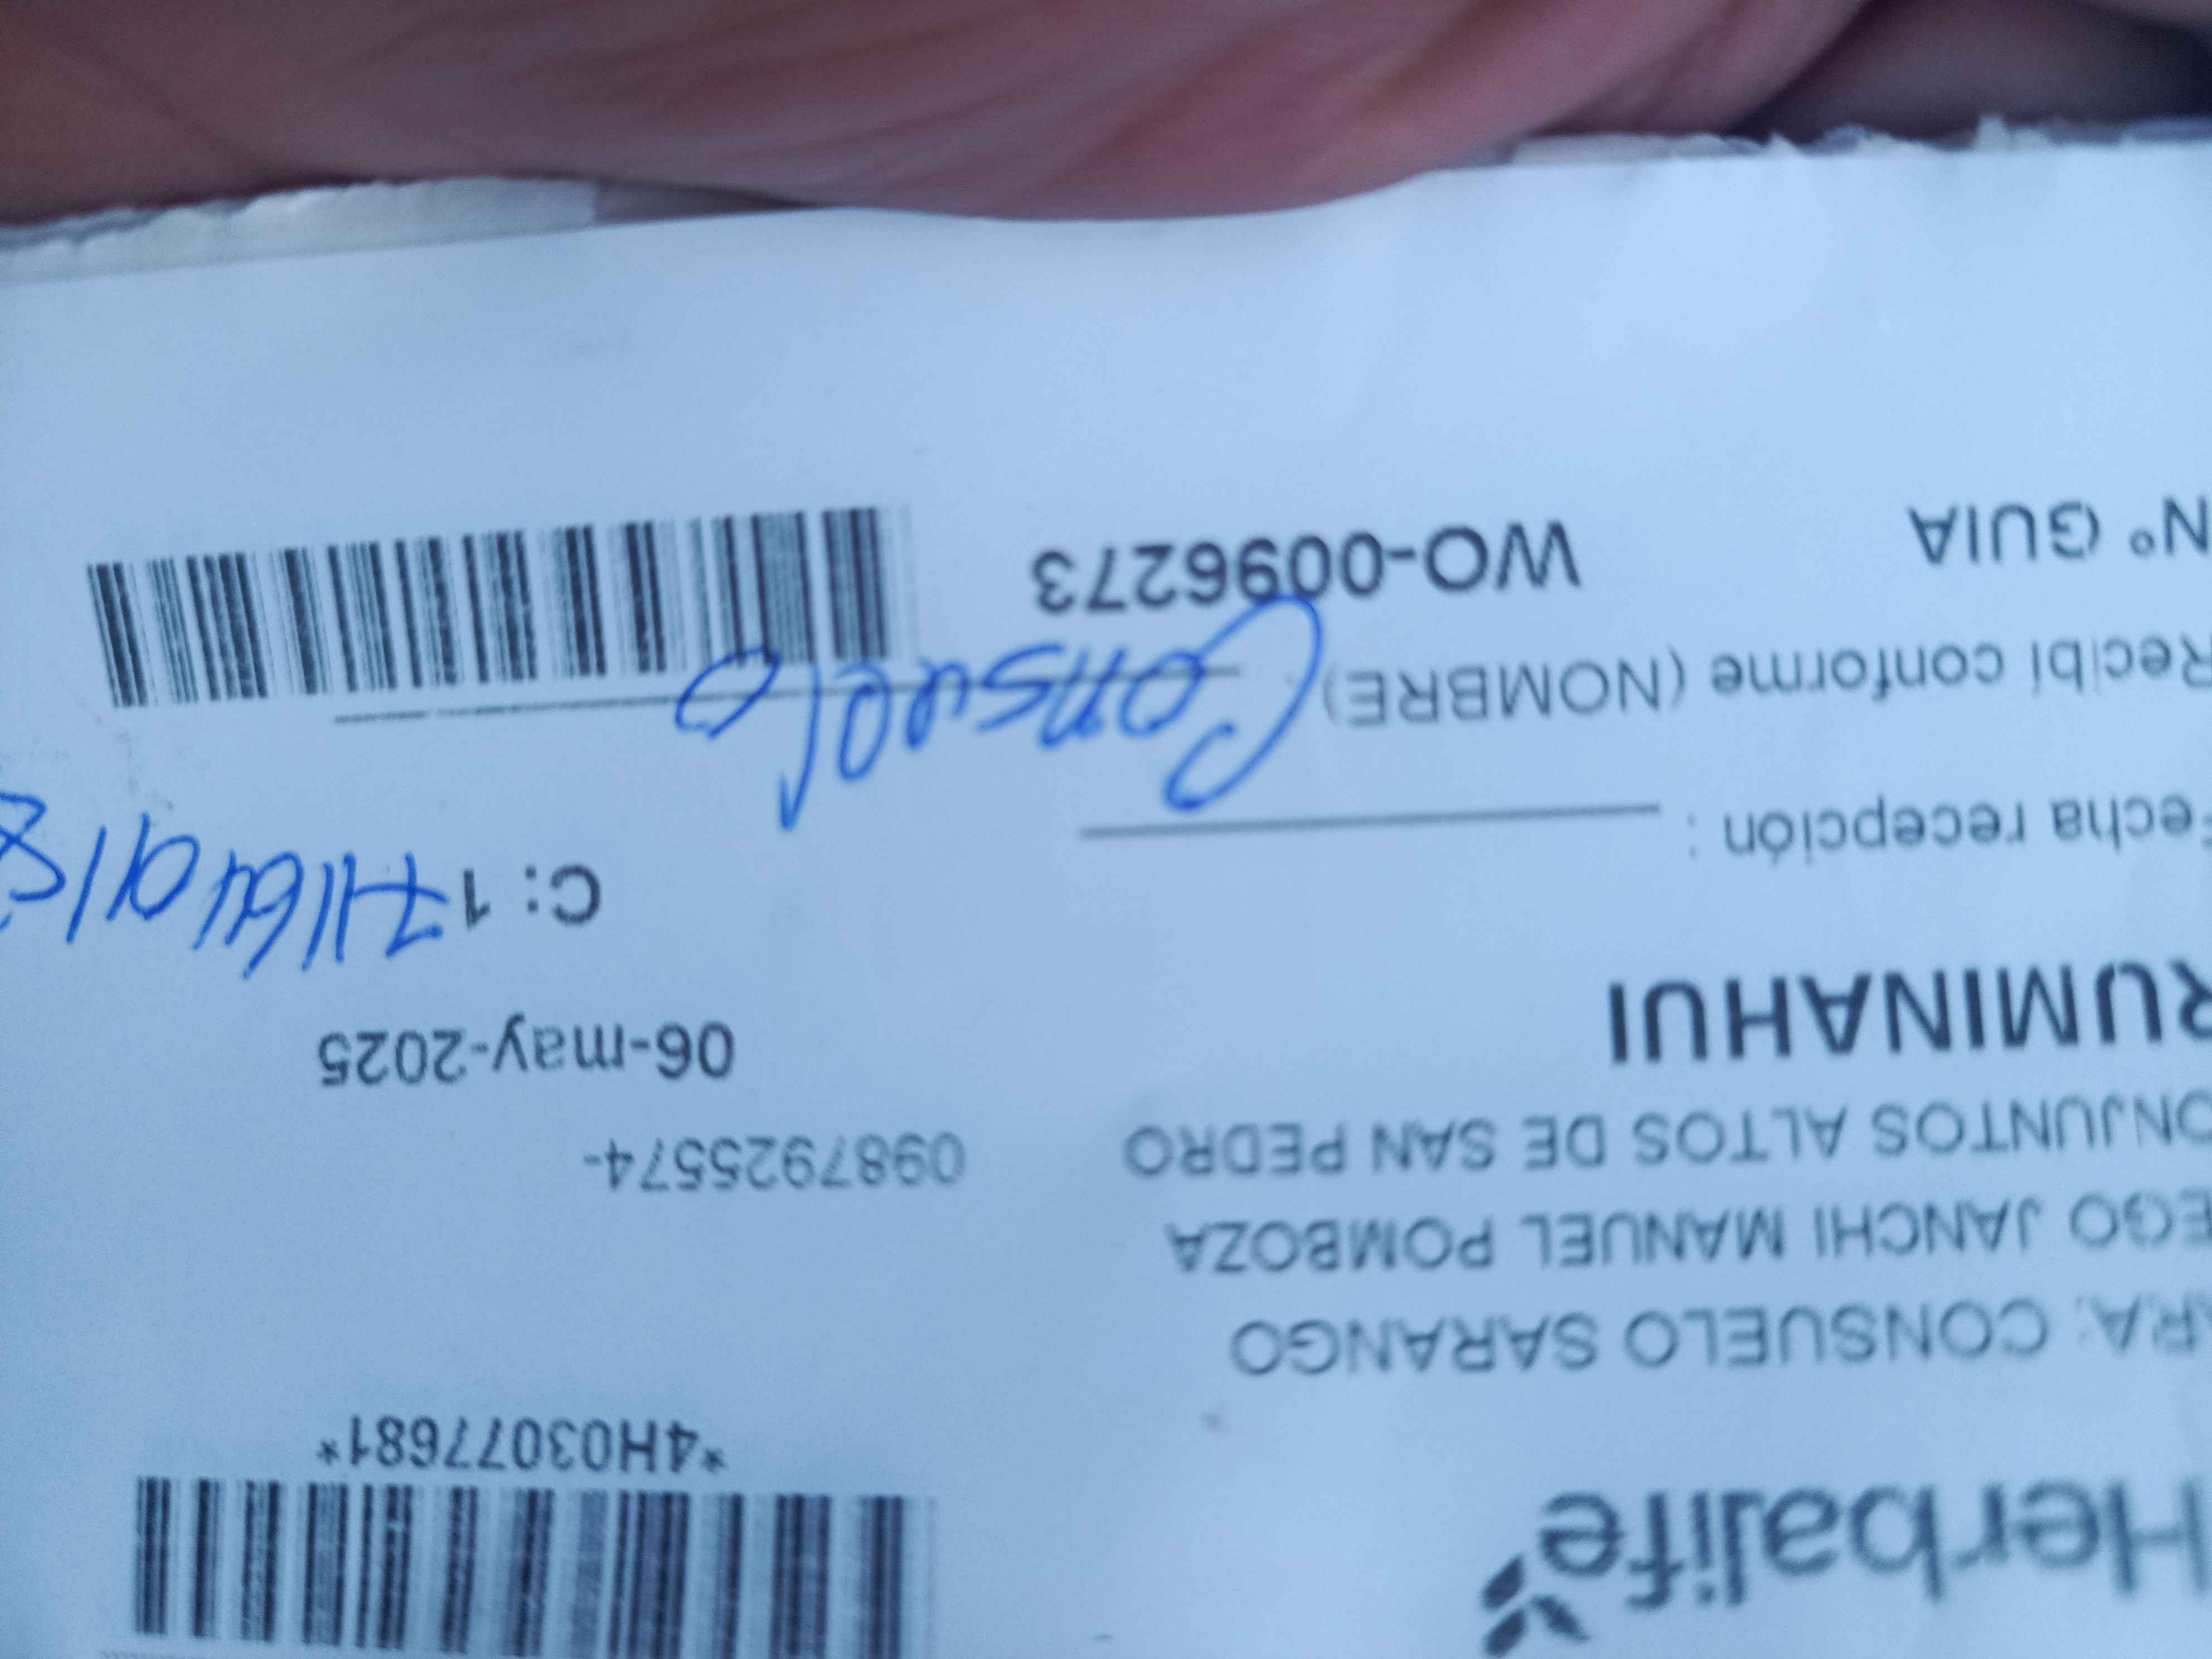 Herbalife
*4H03077681*
RA: CONSUELO SARANGO
EGO JANCHI MANUEL POMBOZA
ONJUNTOS ALTOS DE SAN PEDRO 0987925574-
RUMINAHUI 06-may-2025
echa recepción : C: 1
Recibi conforme (NOMBRE) Consuelo
N° GUIA WO-0096273